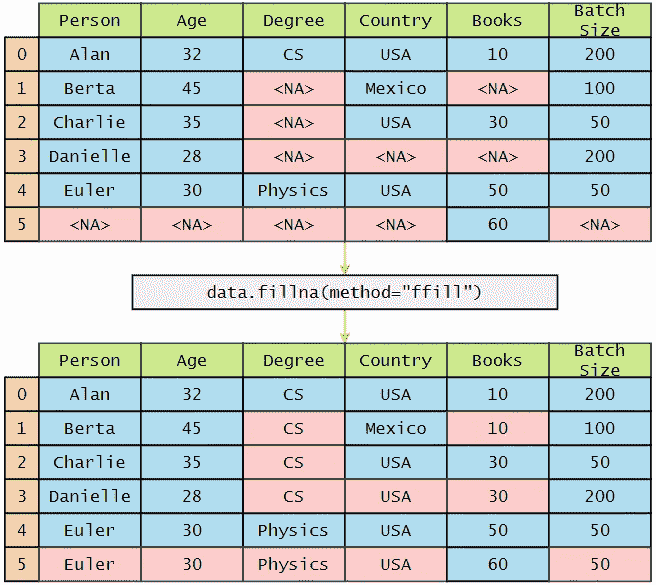 Person Age Degree Country Books Batch Size
0 Alan 32 CS USA 10 200
1 Berta 45 <NA> Mexico <NA> 100
2 Charlie 35 <NA> USA 30 50
3 Danielle 28 <NA> <NA> <NA> 200
4 Euler 30 Physics USA 50 50
5 <NA> <NA> <NA> <NA> 60 <NA>
data.fillna(method="ffill")
Person Age Degree Country Books Batch Size
0 Alan 32 CS USA 10 200
1 Berta 45 CS Mexico 10 100
2 Charlie 35 CS USA 30 50
3 Danielle 28 CS USA 30 200
4 Euler 30 Physics USA 50 50
5 Euler 30 Physics USA 60 50